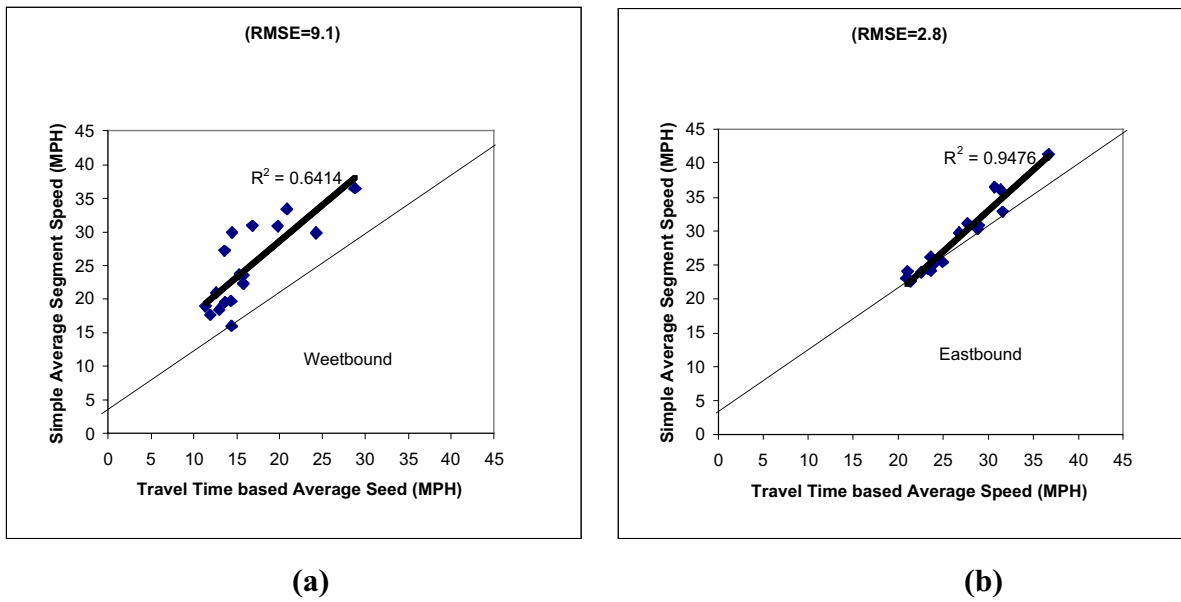 (RMSE=9.1)
Simple Average Segment Speed (MPH)
45
40
35
30
25
20
15
10
5
0
R² = 0.6414
Weetbound
0 5 10 15 20 25 30 35 40 45
Travel Time based Average Seed (MPH)
(a)
(RMSE=2.8)
Simple Average Segment Speed (MPH)
45
40
35
30
25
20
15
10
5
0
R² = 0.9476
Eastbound
0 5 10 15 20 25 30 35 40 45
Travel Time based Average Speed (MPH)
(b)